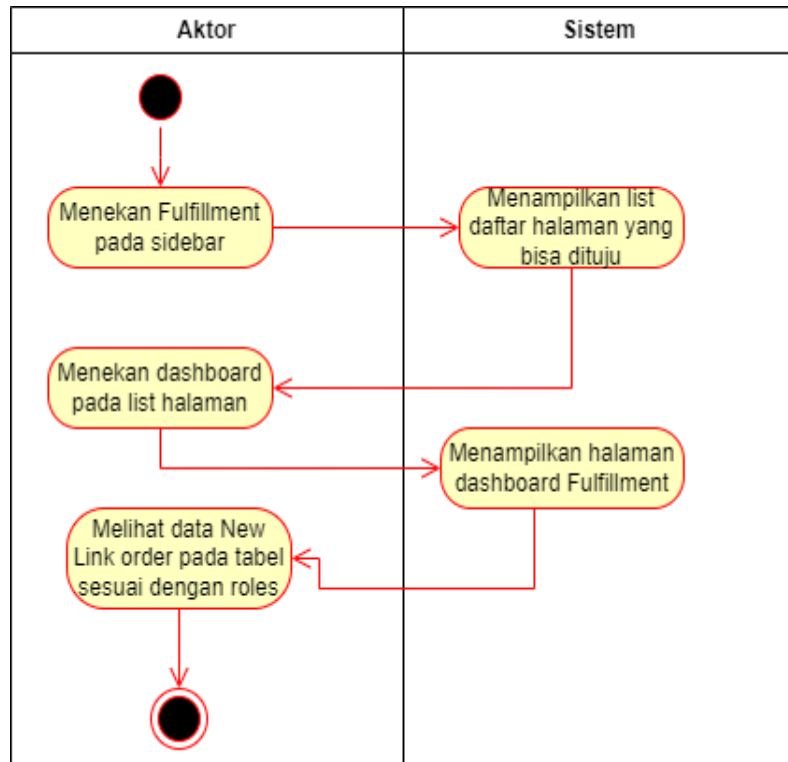 Aktor
Sistem
Menekan Fulfillment
pada sidebar
Menampilkan list
daftar halaman yang
bisa dituju
Menekan dashboard
pada list halaman
Menampilkan halaman
dashboard Fulfillment
Melihat data New
Link order pada tabel
sesuai dengan roles